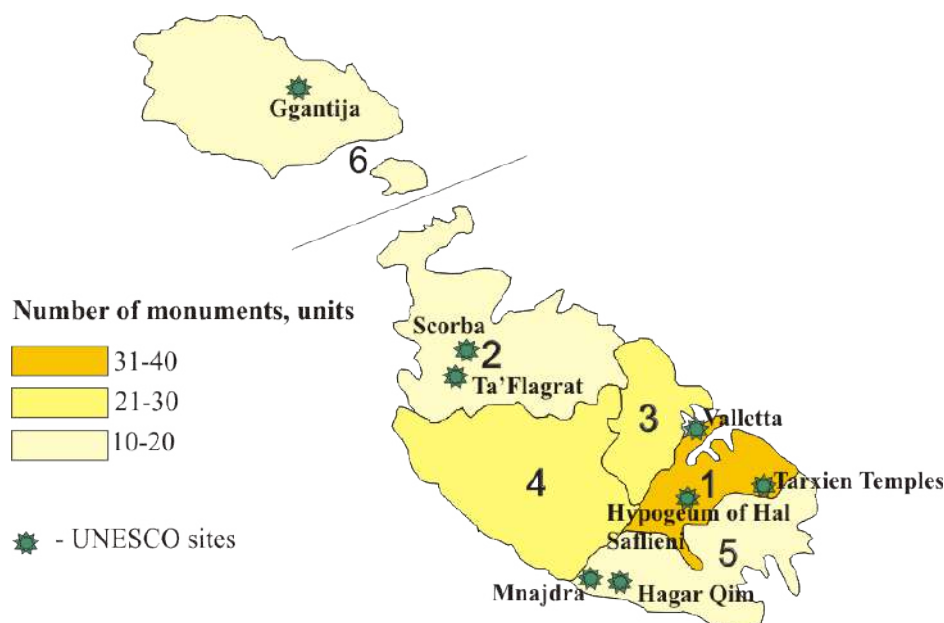 Ggantija
6
Number of monuments, units
31-40
21-30
10-20
- UNESCO sites
Scorba
2
Ta'Flagrat
3
Valletta
4
1
Tarxien Temples
Hypogeum of Hal
Saflieni
5
Mnajdra
Hagar Qim